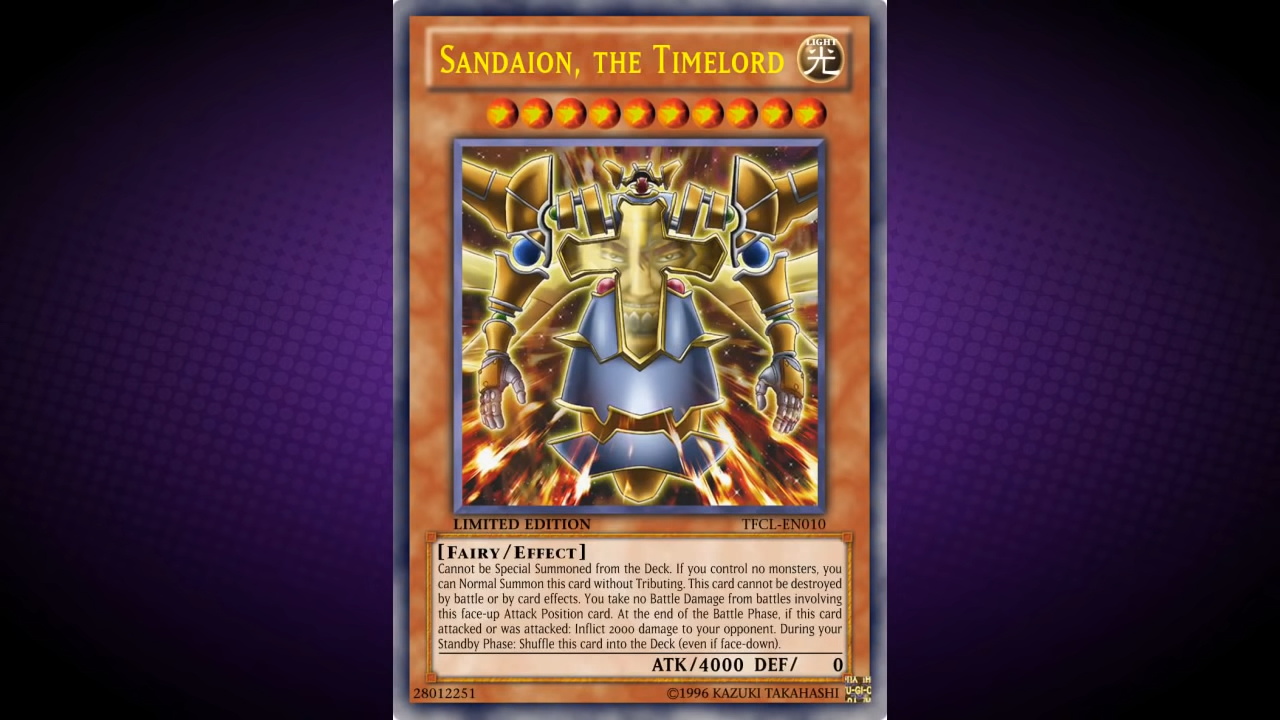 SANDAION, THE TIMELORD
LIGHT
光
LIMITED EDITION
TFCL-EN010
[FAIRY/EFFECT]
Cannot be Special Summoned from the Deck. If you control no monsters, you
can Normal Summon this card without Tributing. This card cannot be destroyed
by battle or by card effects. You take no Battle Damage from battles involving
this face-up Attack Position card. At the end of the Battle Phase, if this card
attacked or was attacked: Inflict 2000 damage to your opponent. During your
Standby Phase: Shuffle this card into the Deck (even if face-down).
ATK/4000 DEF/ 0
28012251
©1996 KAZUKI TAKAHASHI